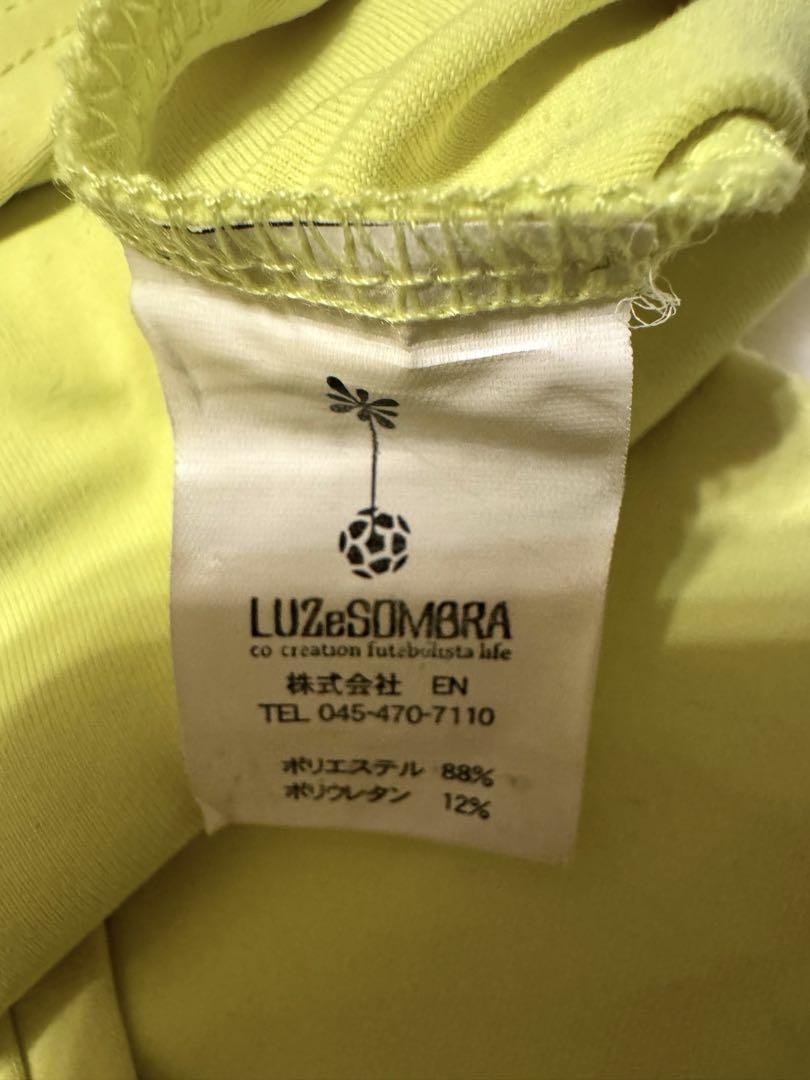 LUZeSOMBRA
co creation futebolista life
株式会社 EN
TEL 045-470-7110
ポリエステル 88%
ポリウレタン 12%